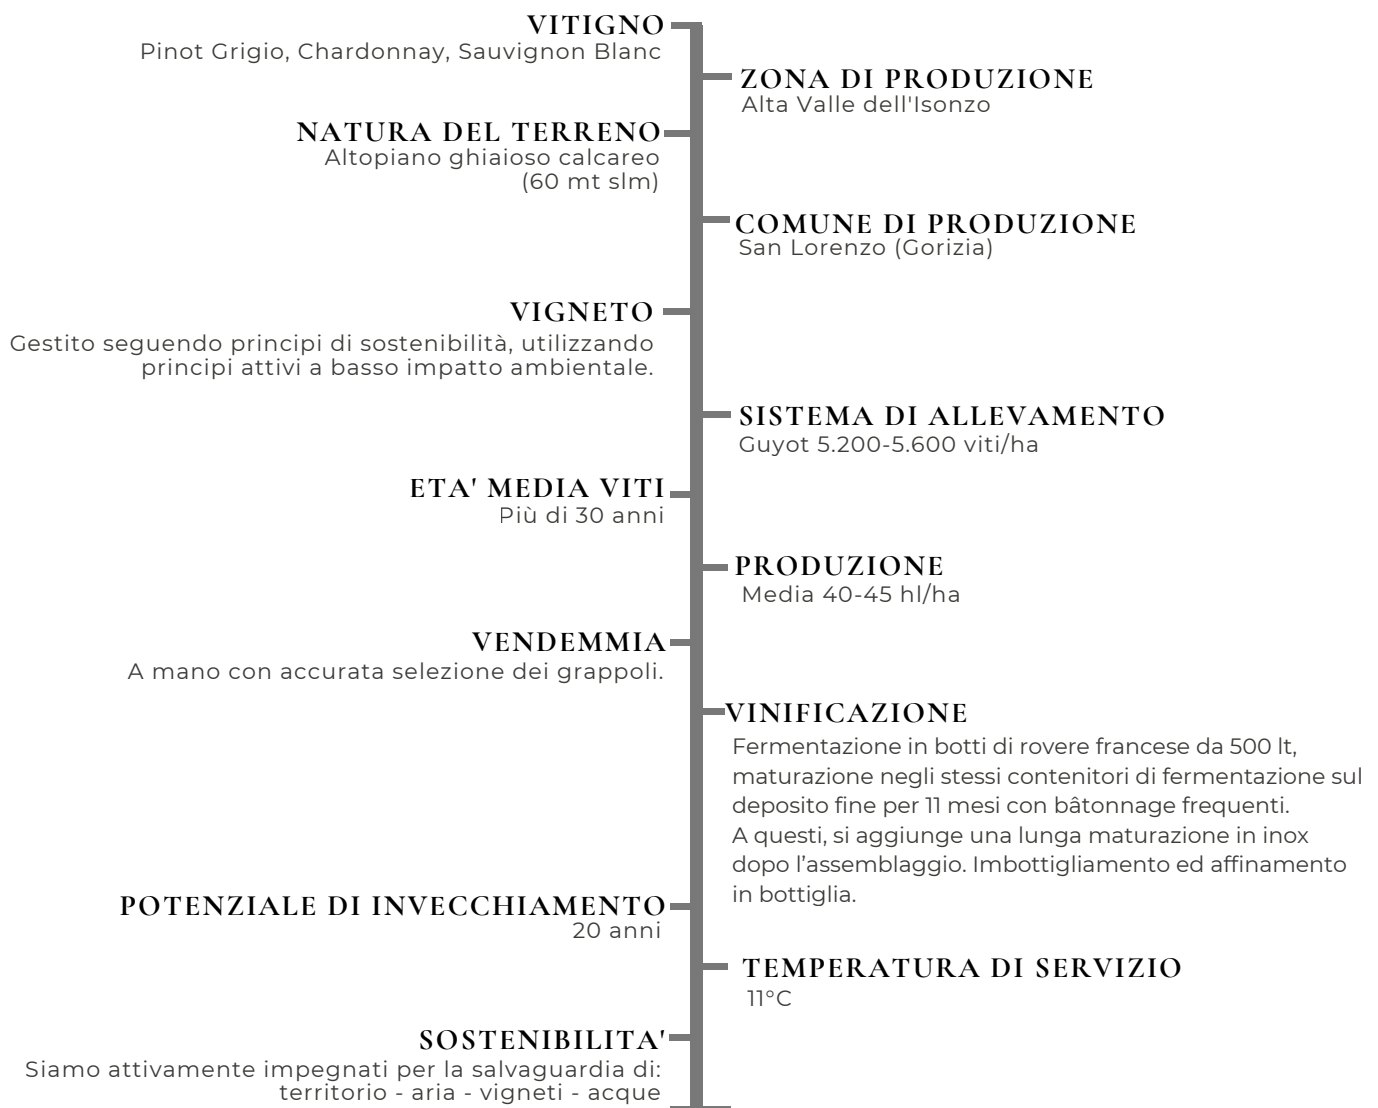 VITIGNO
Pinot Grigio, Chardonnay, Sauvignon Blanc
ZONA DI PRODUZIONE
Alta Valle dell'Isonzo
NATURA DEL TERRENO
Altopiano ghiaioso calcareo
(60 mt slm)
COMUNE DI PRODUZIONE
San Lorenzo (Gorizia)
VIGNETO
Gestito seguendo principi di sostenibilità, utilizzando
principi attivi a basso impatto ambientale.
SISTEMA DI ALLEVAMENTO
Guyot 5.200-5.600 viti/ha
ETA' MEDIA VITI
Più di 30 anni
PRODUZIONE
Media 40-45 hl/ha
VENDEMMIA
A mano con accurata selezione dei grappoli.
VINIFICAZIONE
Fermentazione in botti di rovere francese da 500 lt,
maturazione negli stessi contenitori di fermentazione sul
deposito fine per 11 mesi con bâtonnage frequenti.
A questi, si aggiunge una lunga maturazione in inox
dopo l’assemblaggio. Imbottigliamento ed affinamento
in bottiglia.
POTENZIALE DI INVECCHIAMENTO
20 anni
TEMPERATURA DI SERVIZIO
11°C
SOSTENIBILITA'
Siamo attivamente impegnati per la salvaguardia di:
territorio - aria - vigneti - acque